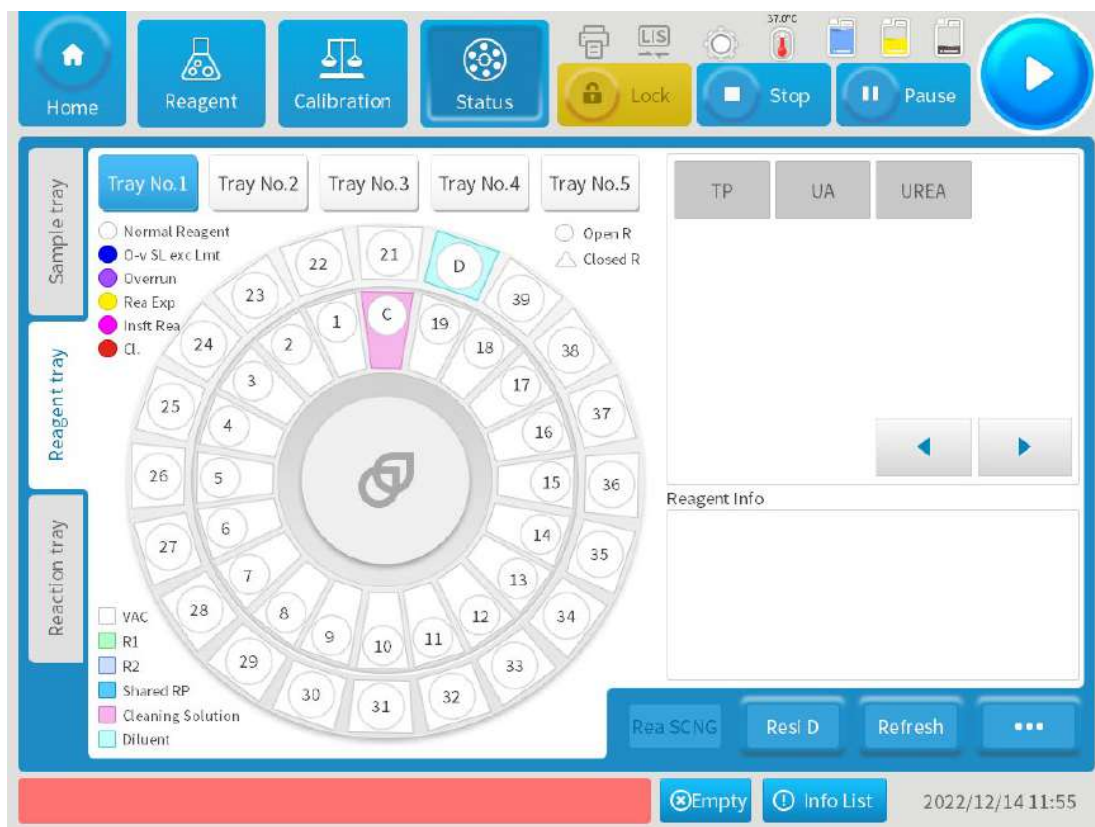 37.0°C
LIS
Home
Reagent
Calibration
Status
Lock
Stop
Pause
Sample tray
Reagent tray
Reaction tray
Tray No.1
Tray No.2
Tray No.3
Tray No.4
Tray No.5
Normal Reagent
O-v SL exc Lmt
Overrun
Rea Exp
Insft Rea
Cl.
Open R
Closed R
21
D
39
38
37
36
35
34
33
32
31
30
29
28
27
26
25
24
23
22
C
19
18
17
16
15
14
13
12
11
10
9
8
7
6
5
4
3
2
1
VAC
R1
R2
Shared RP
Cleaning Solution
Diluent
TP
UA
UREA
Reagent Info
Rea SCNG
Resi D
Refresh
•••
Empty
Info List
2022/12/14 11:55